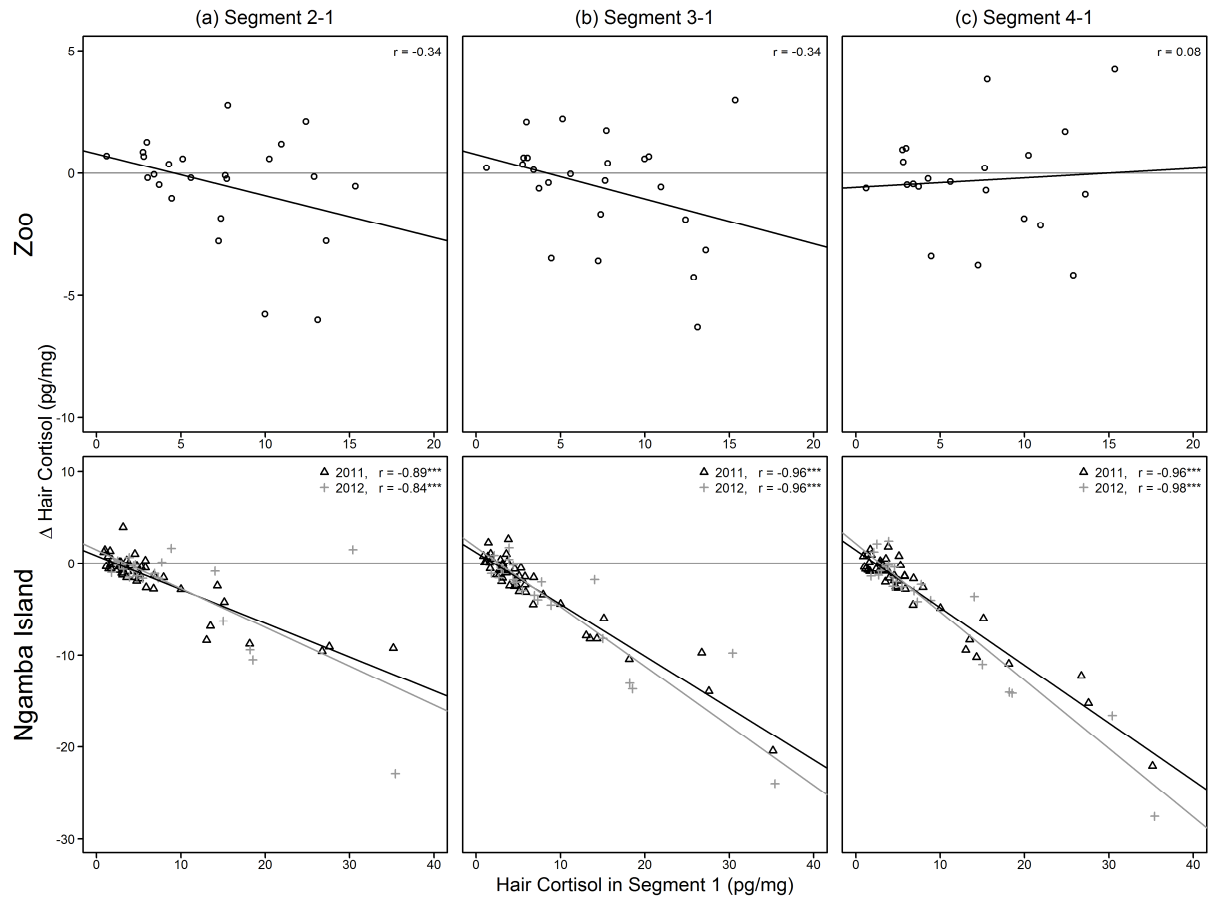 (a) Segment 2-1
(b) Segment 3-1
(c) Segment 4-1
r = -0.34
r = -0.34
r = 0.08
5
0
-5
-10
0 5 10 15 20
0 5 10 15 20
0 5 10 15 20
Zoo
Δ Hair Cortisol (pg/mg)
Ngamba Island
2011, r = -0.89***
2012, r = -0.84***
2011, r = -0.96***
2012, r = -0.96***
2011, r = -0.96***
2012, r = -0.98***
10
0
-10
-20
-30
0 10 20 30 40
0 10 20 30 40
0 10 20 30 40
Hair Cortisol in Segment 1 (pg/mg)